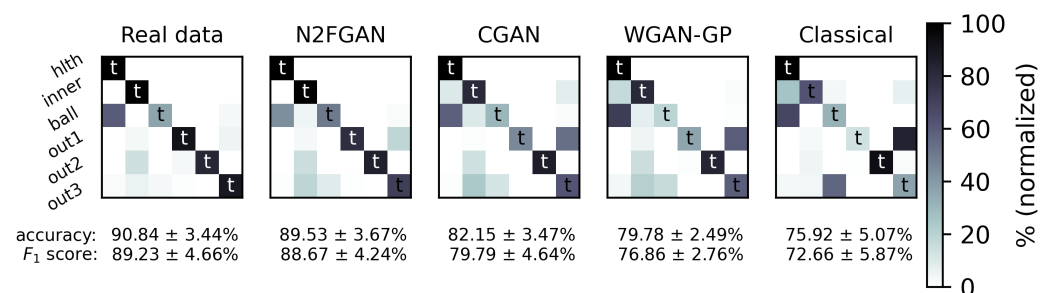 Real data N2FGAN CGAN WGAN-GP Classical
100
hlth t t t t t
inner t t t t t
80
ball t t t t t
60
out1 t t t t t
40
out2 t t t t t
out3 t t t t t
20
0
% (normalized)
accuracy: 90.84 ± 3.44% 89.53 ± 3.67% 82.15 ± 3.47% 79.78 ± 2.49% 75.92 ± 5.07%
F1 score: 89.23 ± 4.66% 88.67 ± 4.24% 79.79 ± 4.64% 76.86 ± 2.76% 72.66 ± 5.87%